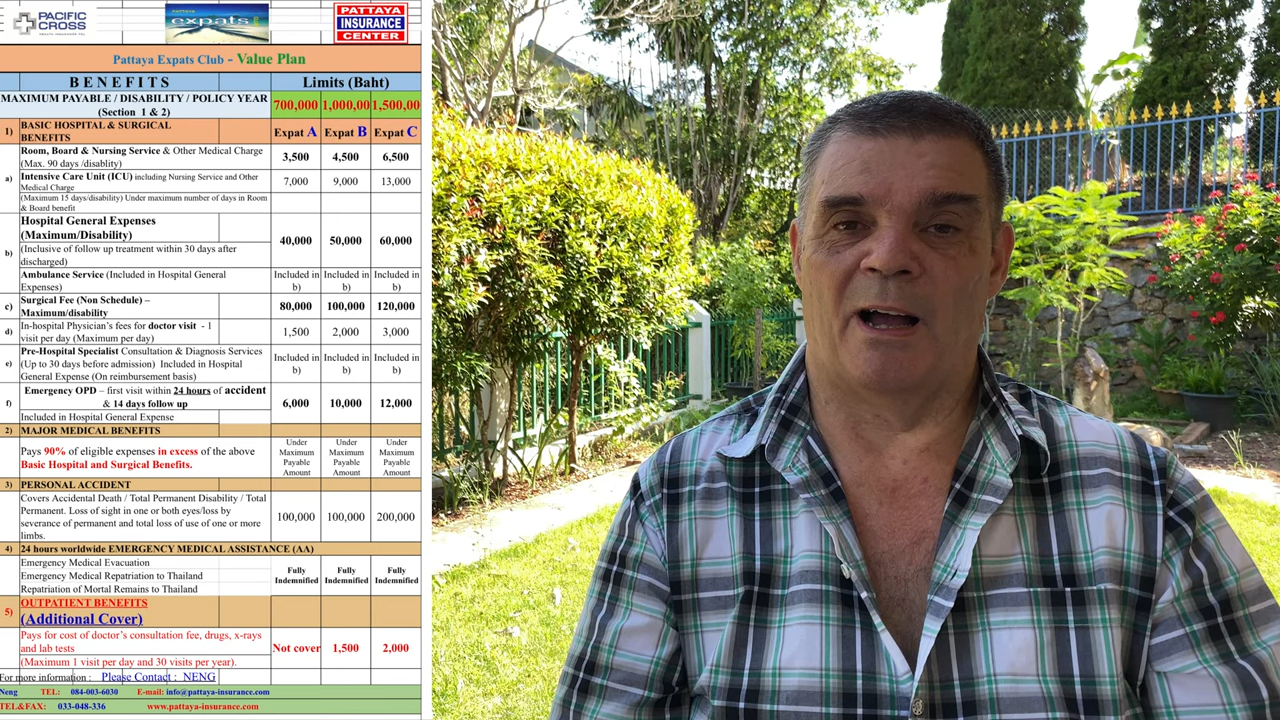 PACIFIC
CROSS
PATTAYA
expats
PATTAYA
INSURANCE
CENTER
Pattaya Expats Club - Value Plan
B E N E F I T S Limits (Baht)
MAXIMUM PAYABLE / DISABILITY / POLICY YEAR
(Section 1 & 2) 700,000 1,000,00 1,500,00
1) BASIC HOSPITAL & SURGICAL
BENEFITS Expat A Expat B Expat C
Room, Board & Nursing Service & Other Medical Charge
(Max. 90 days /disablity) 3,500 4,500 6,500
a) Intensive Care Unit (ICU) including Nursing Service and Other
Medical Charge 7,000 9,000 13,000
(Maximum 15 days/disability) Under maximum number of days in Room
& Board benefit
Hospital General Expenses
(Maximum/Disability) 40,000 50,000 60,000
b) (Inclusive of follow up treatment within 30 days after
discharged)
Ambulance Service (Included in Hospital General
Expenses) Included in b) Included in b) Included in b)
c) Surgical Fee (Non Schedule) –
Maximum/disability 80,000 100,000 120,000
d) In-hospital Physician's fees for doctor visit - 1
visit per day (Maximum per day) 1,500 2,000 3,000
e) Pre-Hospital Specialist Consultation & Diagnosis Services
(Up to 30 days before admission) Included in Hospital
General Expense (On reimbursement basis) Included in b) Included in b) Included in b)
f) Emergency OPD – first visit within 24 hours of accident
& 14 days follow up 6,000 10,000 12,000
Included in Hospital General Expense
2) MAJOR MEDICAL BENEFITS
Pays 90% of eligible expenses in excess of the above
Basic Hospital and Surgical Benefits. Under Maximum Payable Amount Under Maximum Payable Amount Under Maximum Payable Amount
3) PERSONAL ACCIDENT
Covers Accidental Death / Total Permanent Disability / Total
Permanent. Loss of sight in one or both eyes/loss by
severance of permanent and total loss of use of one or more
limbs. 100,000 100,000 200,000
4) 24 hours worldwide EMERGENCY MEDICAL ASSISTANCE (AA)
Emergency Medical Evacuation
Emergency Medical Repatriation to Thailand
Repatriation of Mortal Remains to Thailand Fully Indemnified Fully Indemnified Fully Indemnified
5) OUTPATIENT BENEFITS
(Additional Cover)
Pays for cost of doctor's consultation fee, drugs, x-rays
and lab tests Not cover 1,500 2,000
(Maximum 1 visit per day and 30 visits per year).
For more information : Please Contact : NENG
Neng TEL: 084-003-6030 E-mail: info@pattaya-insurance.com
TEL&FAX: 033-048-336 www.pattaya-insurance.com